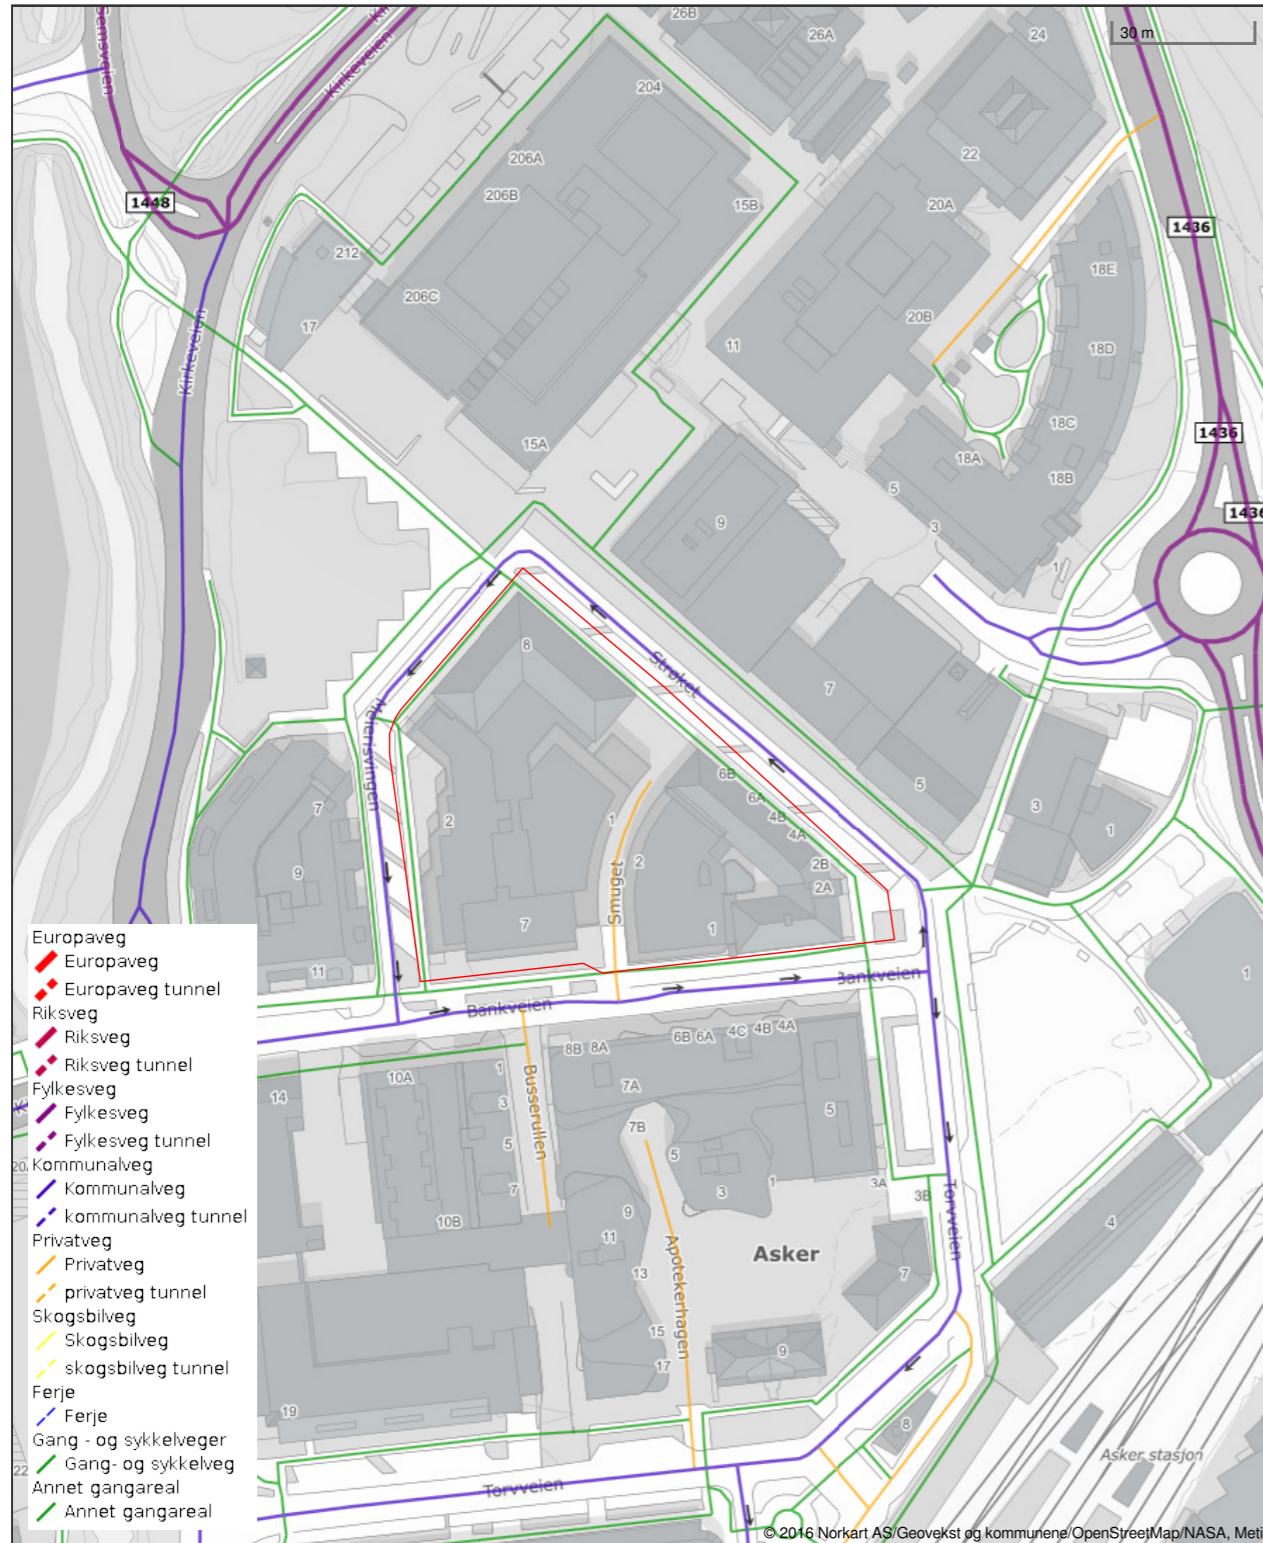 Semsveien
Kirkeveien
26B
26A
24
30 m
204
22
206A
206B
15B
20A
1448
1436
212
206C
18E
17
20B
11
18D
Kirkeveien
18C
1436
15A
18A
18B
5
1436
9
3
1
8
Strøket
7
Meierisvingen
6B
5
6A
3
7
2
1
4B
1
4A
2
2B
9
Smuget
2A
7
1
11
Bankveien
1
Bankveien
6B 6A 4C 4B 4A
8B 8A
1
7A
10A
14
3
5
Busserullen
7B
5
5
7
3
1
3A
3B
Torvveien
9
4
10B
11
Asker
13
Apotekerhagen
7
15
9
17
19
8
22
Asker stasjon
Torvveien
Europaveg
Europaveg
Europaveg tunnel
Riksveg
Riksveg
Riksveg tunnel
Fylkesveg
Fylkesveg
Fylkesveg tunnel
Kommunalveg
Kommunalveg
kommunalveg tunnel
Privatveg
Privatveg
privatveg tunnel
Skogsbilveg
Skogsbilveg
skogsbilveg tunnel
Ferje
Ferje
Gang - og sykkelveger
Gang- og sykkelveg
Annet gangareal
Annet gangareal
© 2016 Norkart AS/Geovekst og kommunene/OpenStreetMap/NASA, Meti